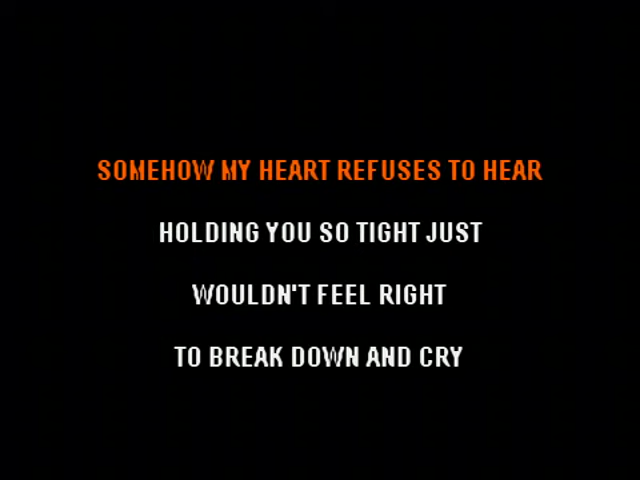 SOMEHOW MY HEART REFUSES TO HEAR
HOLDING YOU SO TIGHT JUST
WOULDN'T FEEL RIGHT
TO BREAK DOWN AND CRY